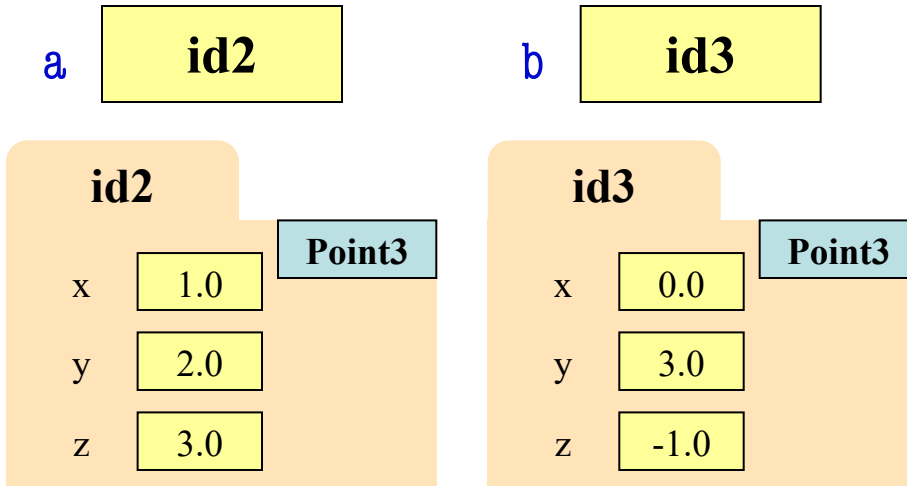 a id2 b id3
id2 id3
Point3 Point3
x 1.0 x 0.0
y 2.0 y 3.0
z 3.0 z -1.0